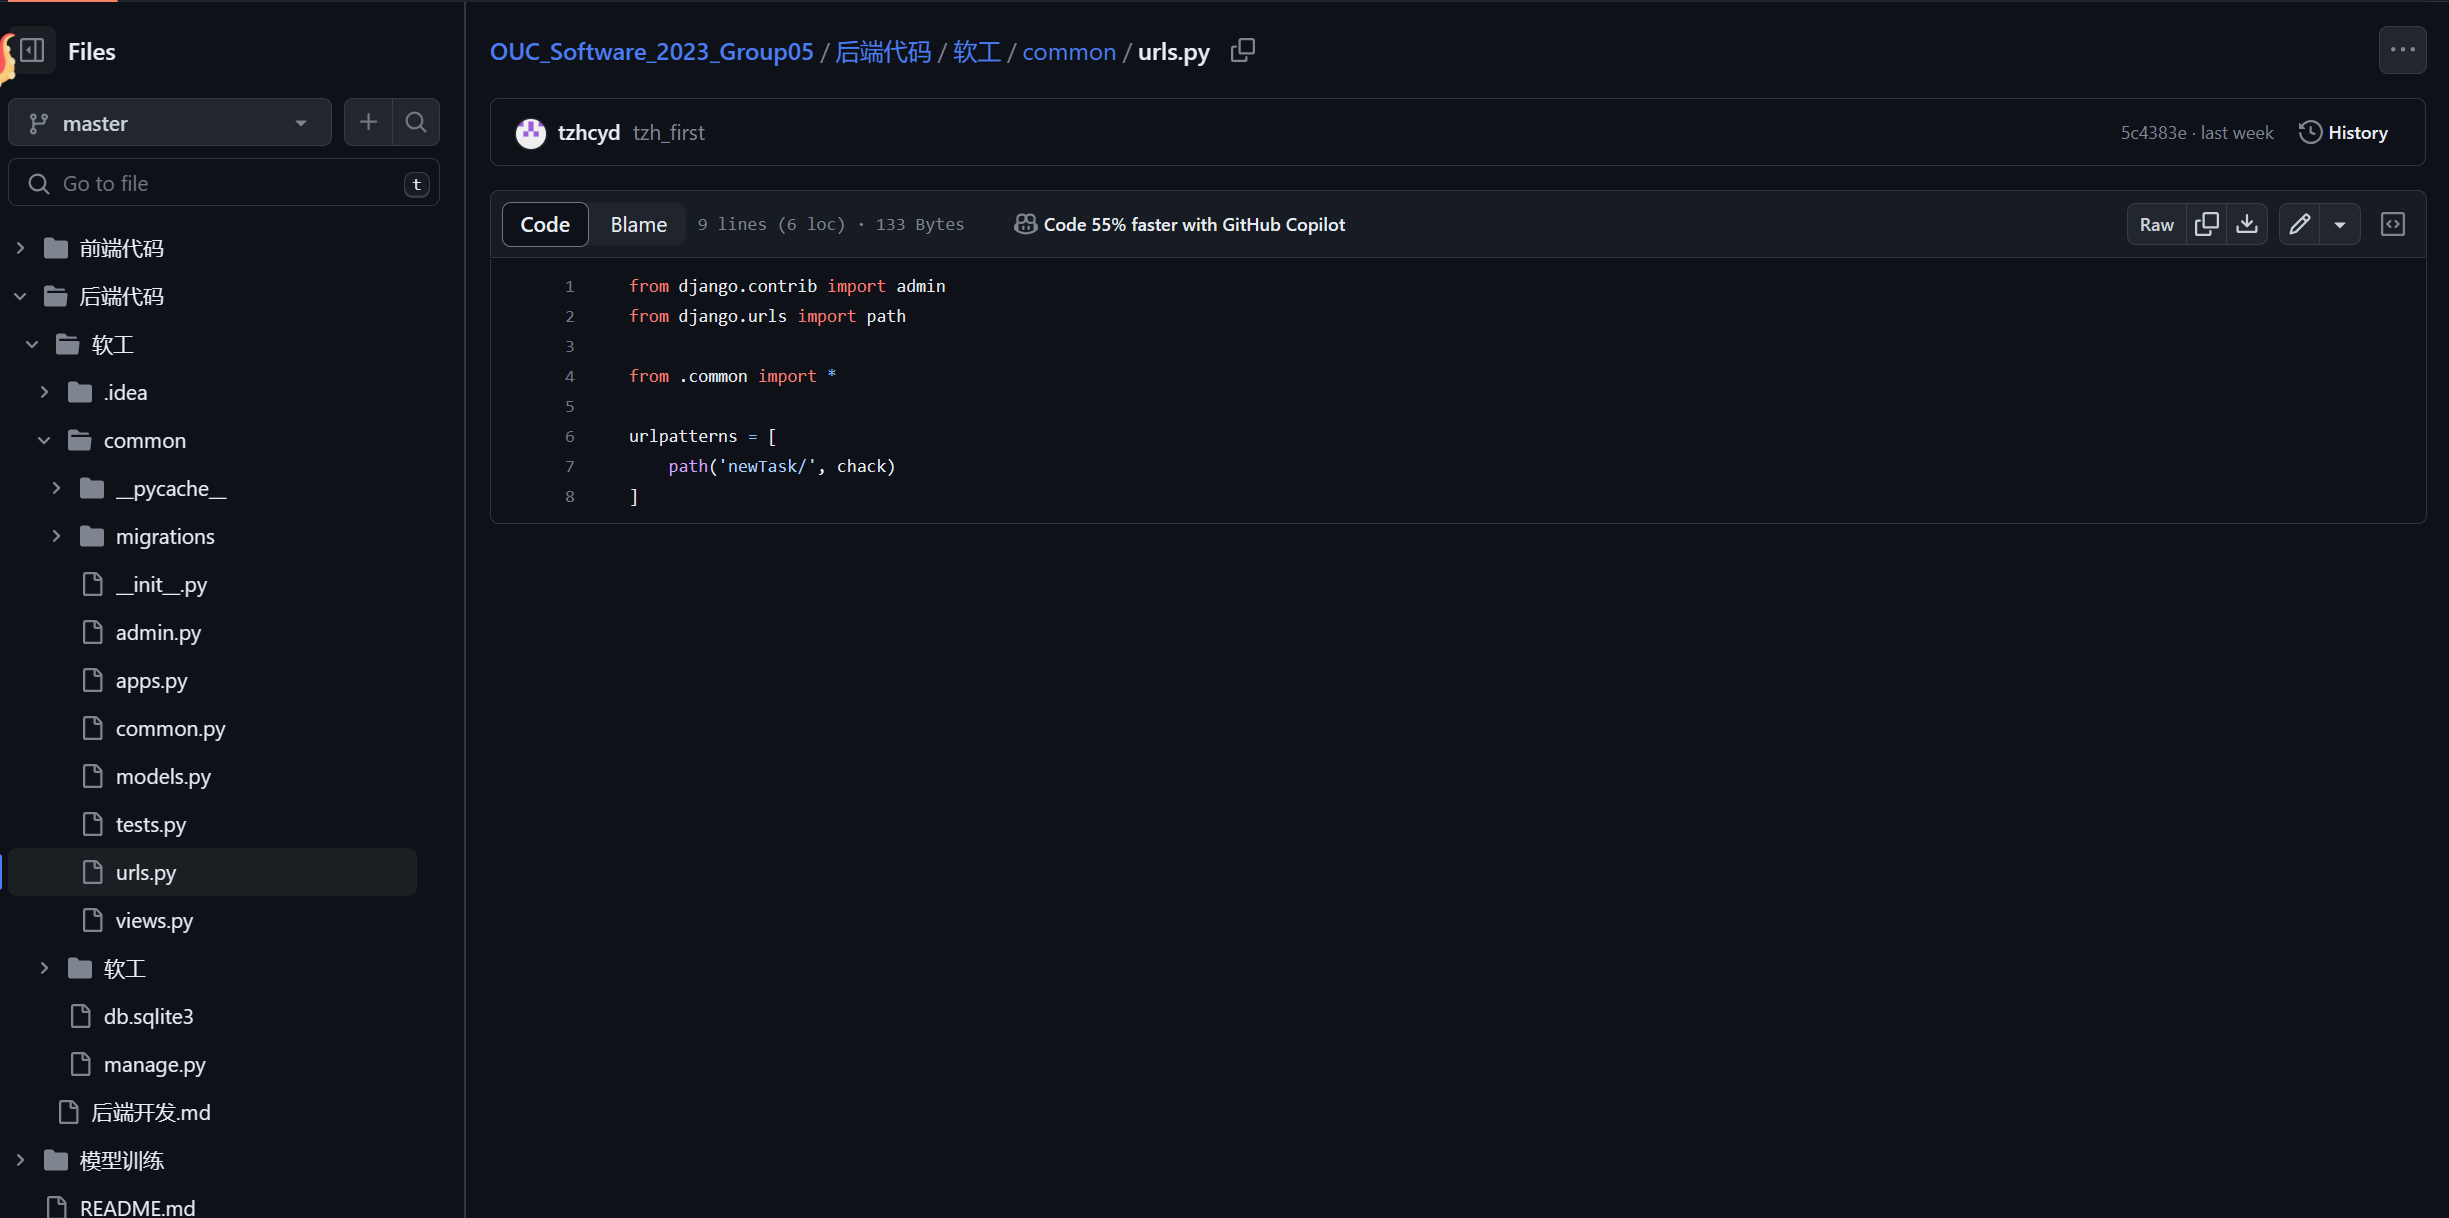 Files
master
Go to file
t
前端代码
后端代码
软工
.idea
common
__pycache__
migrations
__init__.py
admin.py
apps.py
common.py
models.py
tests.py
urls.py
views.py
软工
db.sqlite3
manage.py
后端开发.md
模型训练
README.md
OUC_Software_2023_Group05 / 后端代码 / 软工 / common / urls.py
tzhcyd tzh_first
5c4383e · last week History
Code Blame 9 lines (6 loc) · 133 Bytes Code 55% faster with GitHub Copilot
Raw
1 from django.contrib import admin
2 from django.urls import path
3
4 from .common import *
5
6 urlpatterns = [
7     path('newTask/', chack)
8 ]